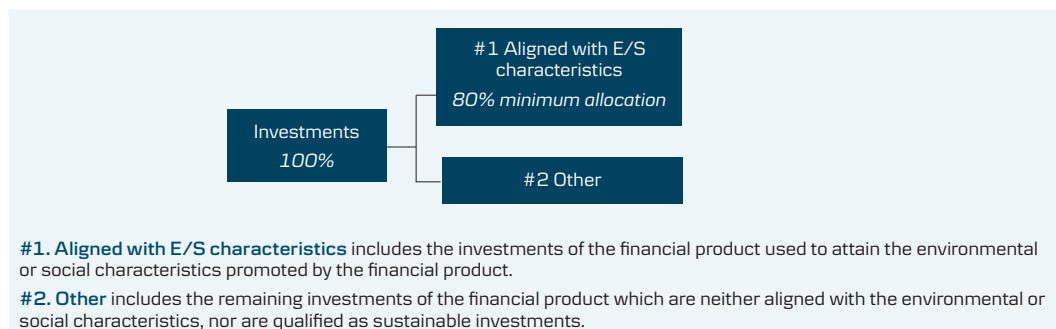 #1 Aligned with E/S
characteristics
80% minimum allocation
Investments
100%
#2 Other
#1. Aligned with E/S characteristics includes the investments of the financial product used to attain the environmental
or social characteristics promoted by the financial product.
#2. Other includes the remaining investments of the financial product which are neither aligned with the environmental or
social characteristics, nor are qualified as sustainable investments.